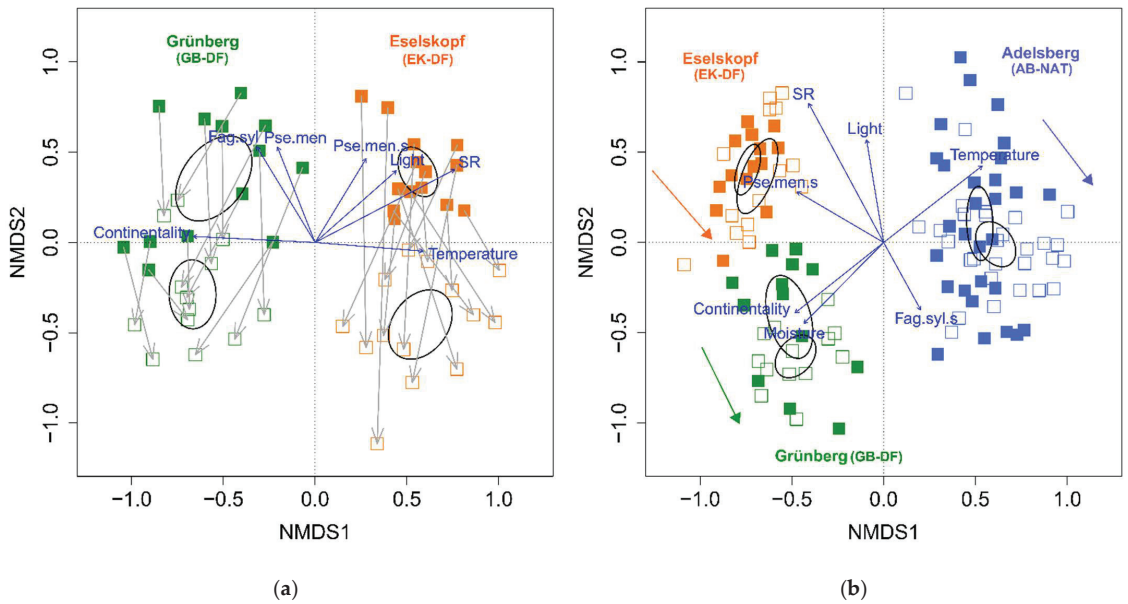 Grünberg
(GB-DF)
Eselskopf
(EK-DF)
Fag.syl
Pse.men
Pse.men.s
Light
SR
Continentality
Temperature
NMDS2
1.0
0.5
0.0
−0.5
−1.0
−1.0
−0.5
0.0
0.5
1.0
NMDS1
(a)
Eselskopf
(EK-DF)
Adelsberg
(AB-NAT)
SR
Light
Temperature
Pse.men.s
Continentality
Moisture
Fag.syl.s
Grünberg (GB-DF)
NMDS2
1.0
0.5
0.0
−0.5
−1.0
−1.0
−0.5
0.0
0.5
1.0
NMDS1
(b)